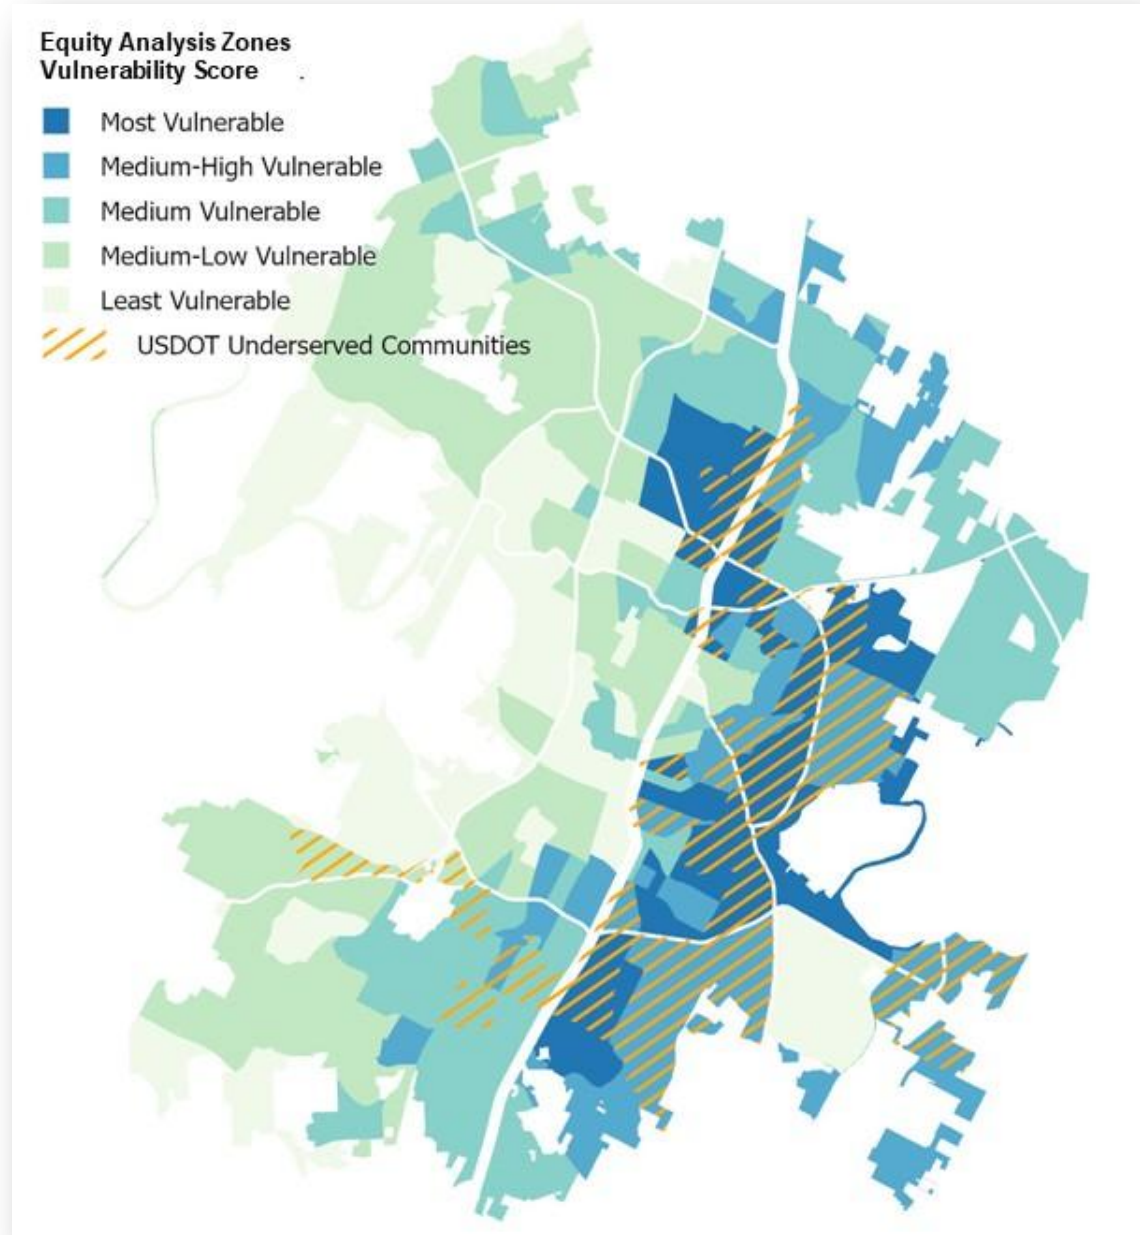 Equity Analysis Zones
Vulnerability Score .
Most Vulnerable
Medium-High Vulnerable
Medium Vulnerable
Medium-Low Vulnerable
Least Vulnerable
USDOT Underserved Communities